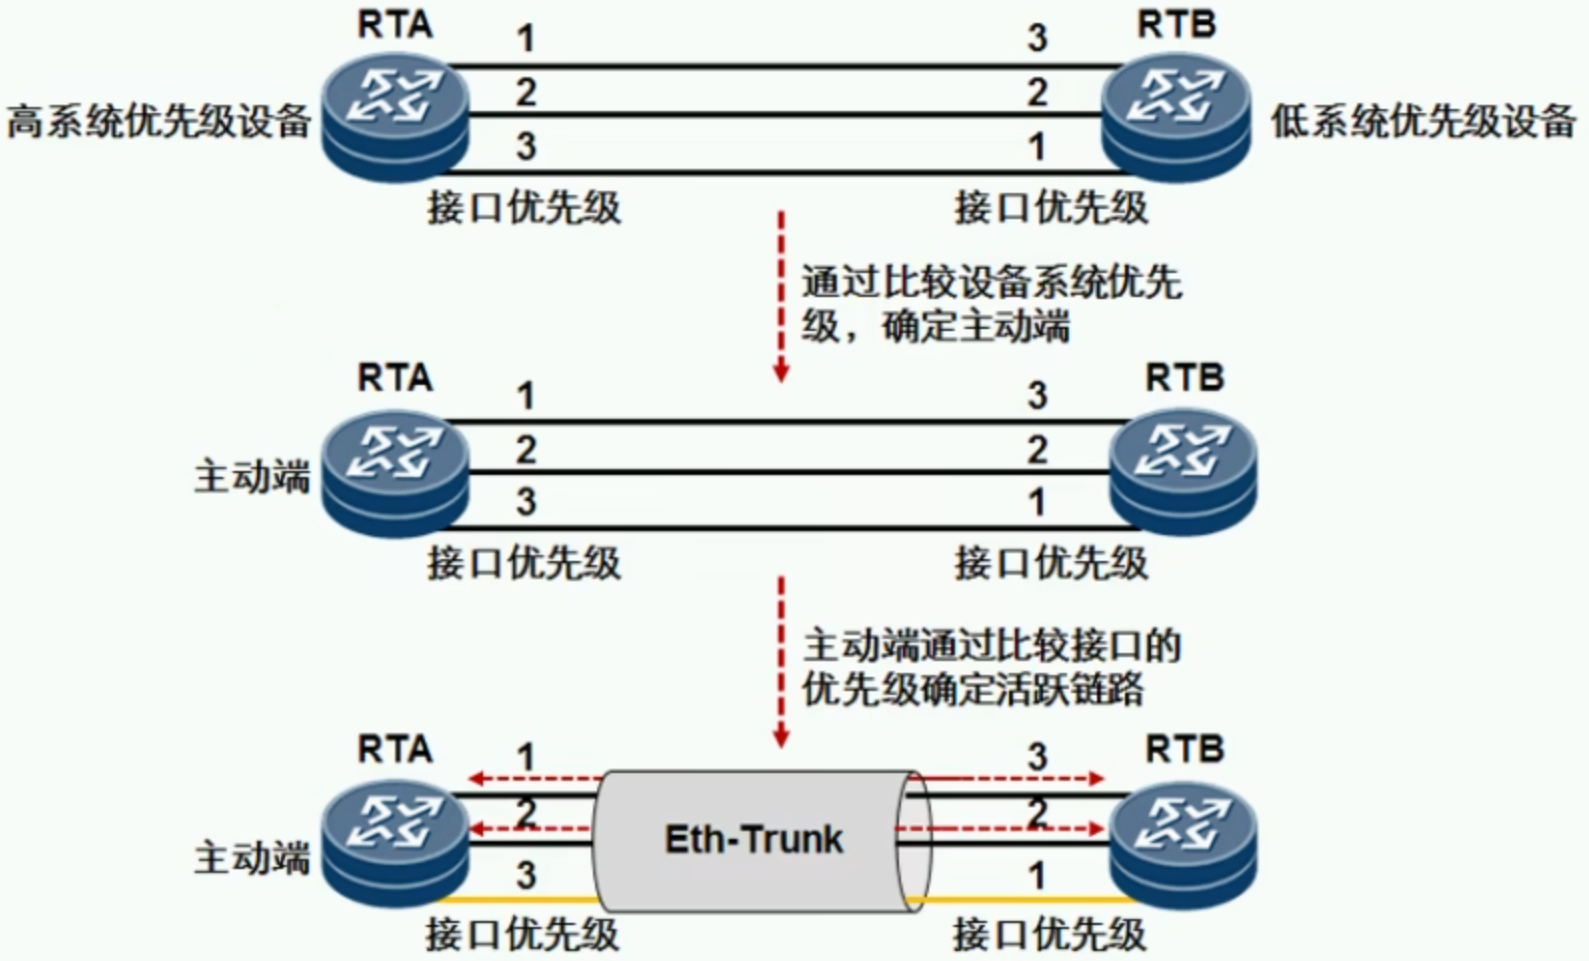 RTA
RTB
1
3
2
2
3
1
高系统优先级设备
低系统优先级设备
接口优先级
接口优先级
通过比较设备系统优先
级，确定主动端
RTA
RTB
1
3
2
2
3
1
主动端
接口优先级
接口优先级
主动端通过比较接口的
优先级确定活跃链路
RTA
RTB
1
3
2
2
Eth-Trunk
主动端
3
1
接口优先级
接口优先级